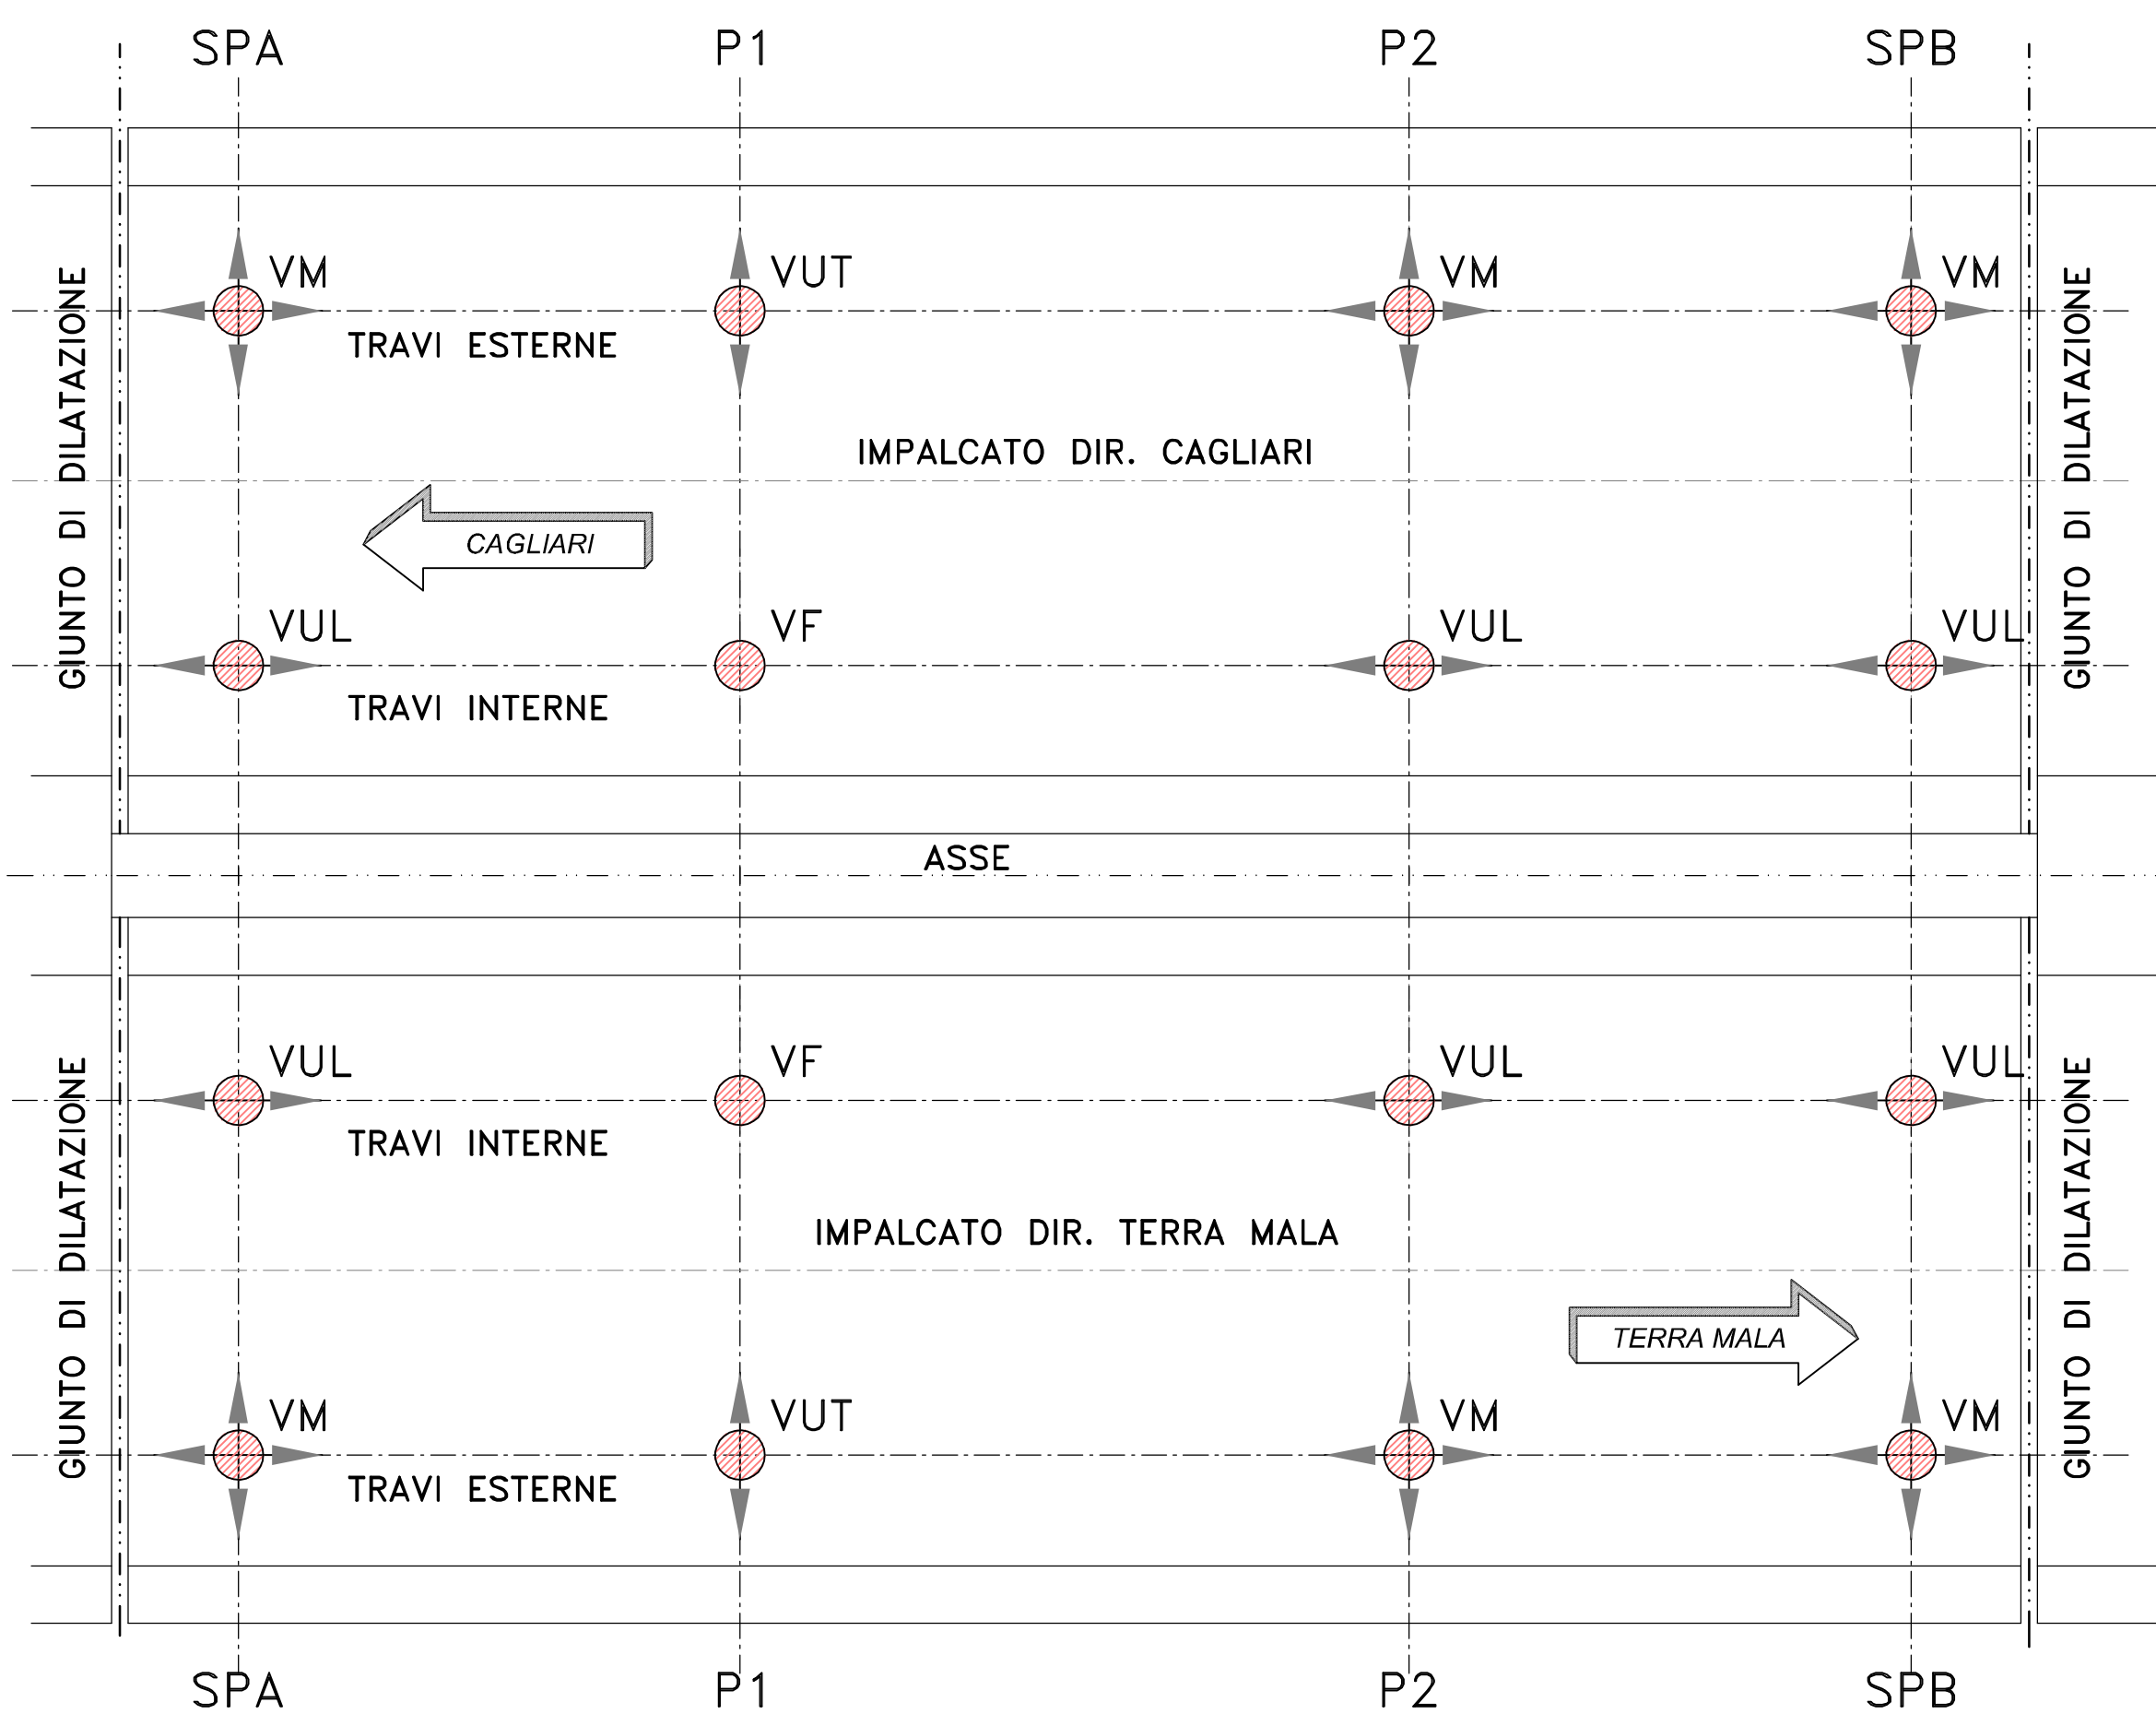 SPA P1 P2 SPB
VM VUT VM VM
TRAVI ESTERNE
GIUNTO DI DILATAZIONE
GIUNTO DI DILATAZIONE
IMPALCATO DIR. CAGLIARI
CAGLIARI
VUL VF VUL VUL
TRAVI INTERNE
ASSE
VUL VF VUL VUL
TRAVI INTERNE
GIUNTO DI DILATAZIONE
GIUNTO DI DILATAZIONE
IMPALCATO DIR. TERRA MALA
TERRA MALA
VM VUT VM VM
TRAVI ESTERNE
SPA P1 P2 SPB